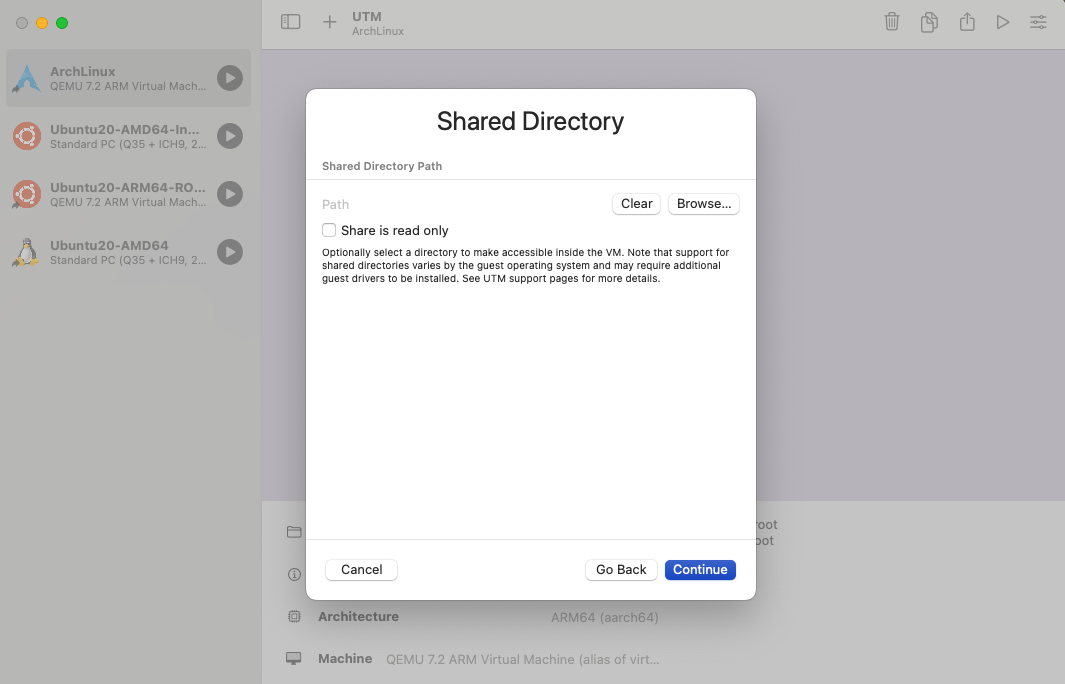 UTM
ArchLinux
ArchLinux
QEMU 7.2 ARM Virtual Mach...
Ubuntu20-AMD64-In...
Standard PC (Q35 + ICH9, 2...
Ubuntu20-ARM64-RO...
QEMU 7.2 ARM Virtual Mach...
Ubuntu20-AMD64
Standard PC (Q35 + ICH9, 2...
Shared Directory
Shared Directory Path
Path
Clear
Browse...
Share is read only
Optionally select a directory to make accessible inside the VM. Note that support for
shared directories varies by the guest operating system and may require additional
guest drivers to be installed. See UTM support pages for more details.
Cancel
Go Back
Continue
Architecture
ARM64 (aarch64)
Machine
QEMU 7.2 ARM Virtual Machine (alias of virt...